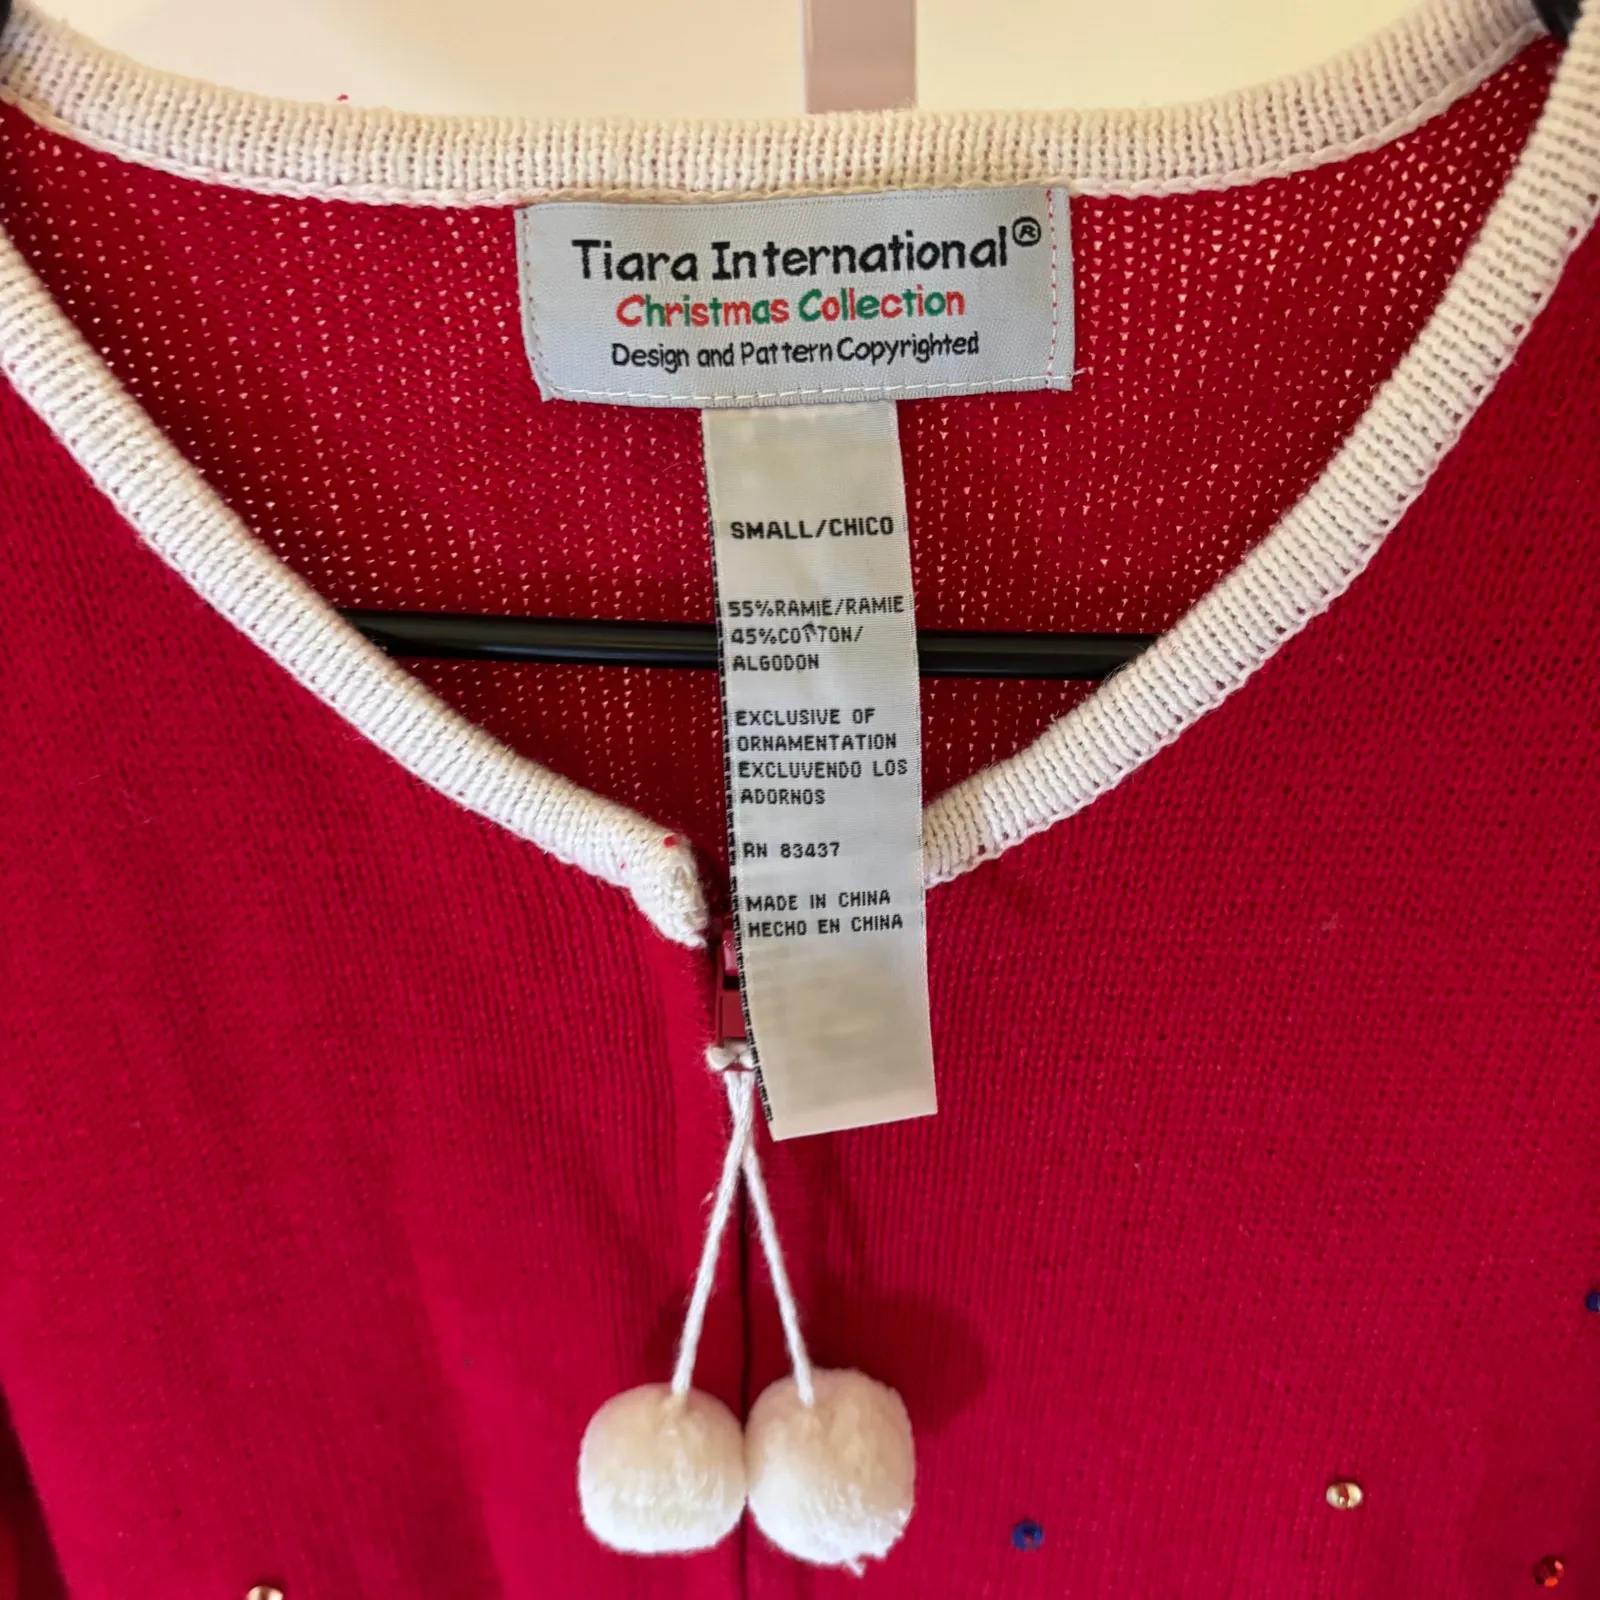 Tiara International®
Christmas Collection
Design and Pattern Copyrighted
SMALL/CHICO
55%RAMIE/RAMIE
45%COTTON/
ALGODON
EXCLUSIVE OF
ORNAMENTATION
EXCLUVENDO LOS
ADORNOS
RN 83437
MADE IN CHINA
HECHO EN CHINA